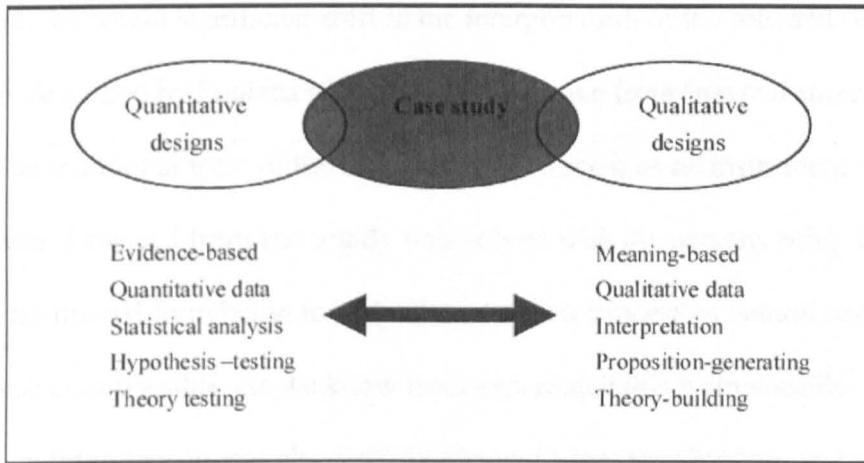 Quantitative designs
Case study
Qualitative designs
Evidence-based
Quantitative data
Statistical analysis
Hypothesis –testing
Theory testing
Meaning-based
Qualitative data
Interpretation
Proposition-generating
Theory-building